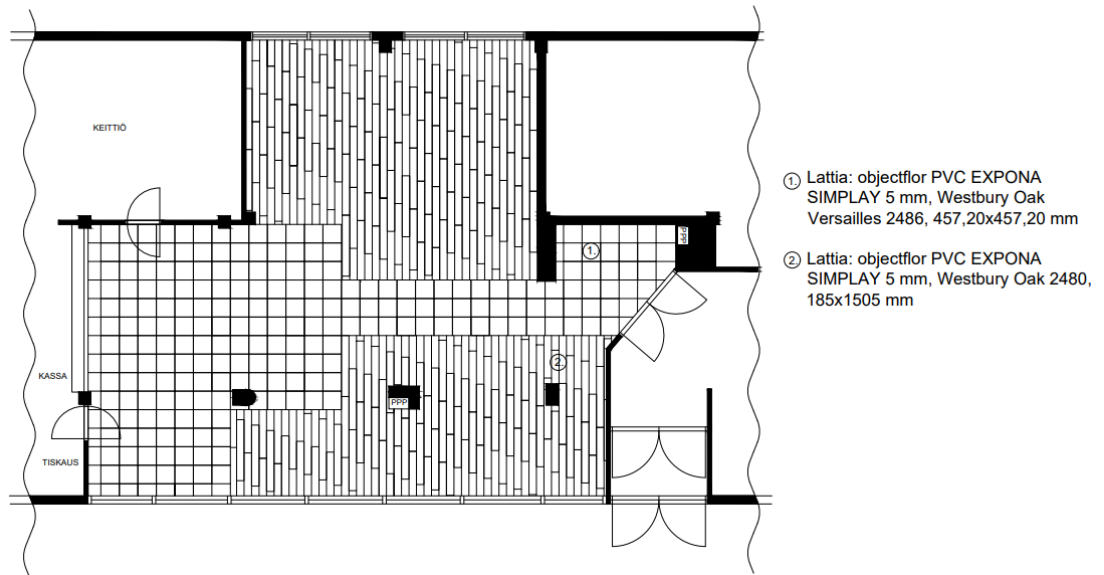 KEITTIÖ
KASSA
TISKAUS
1.
PPP
2.
PPP
1. Lattia: objectflor PVC EXPONA
SIMPLAY 5 mm, Westbury Oak
Versailles 2486, 457,20x457,20 mm
2. Lattia: objectflor PVC EXPONA
SIMPLAY 5 mm, Westbury Oak 2480,
185x1505 mm